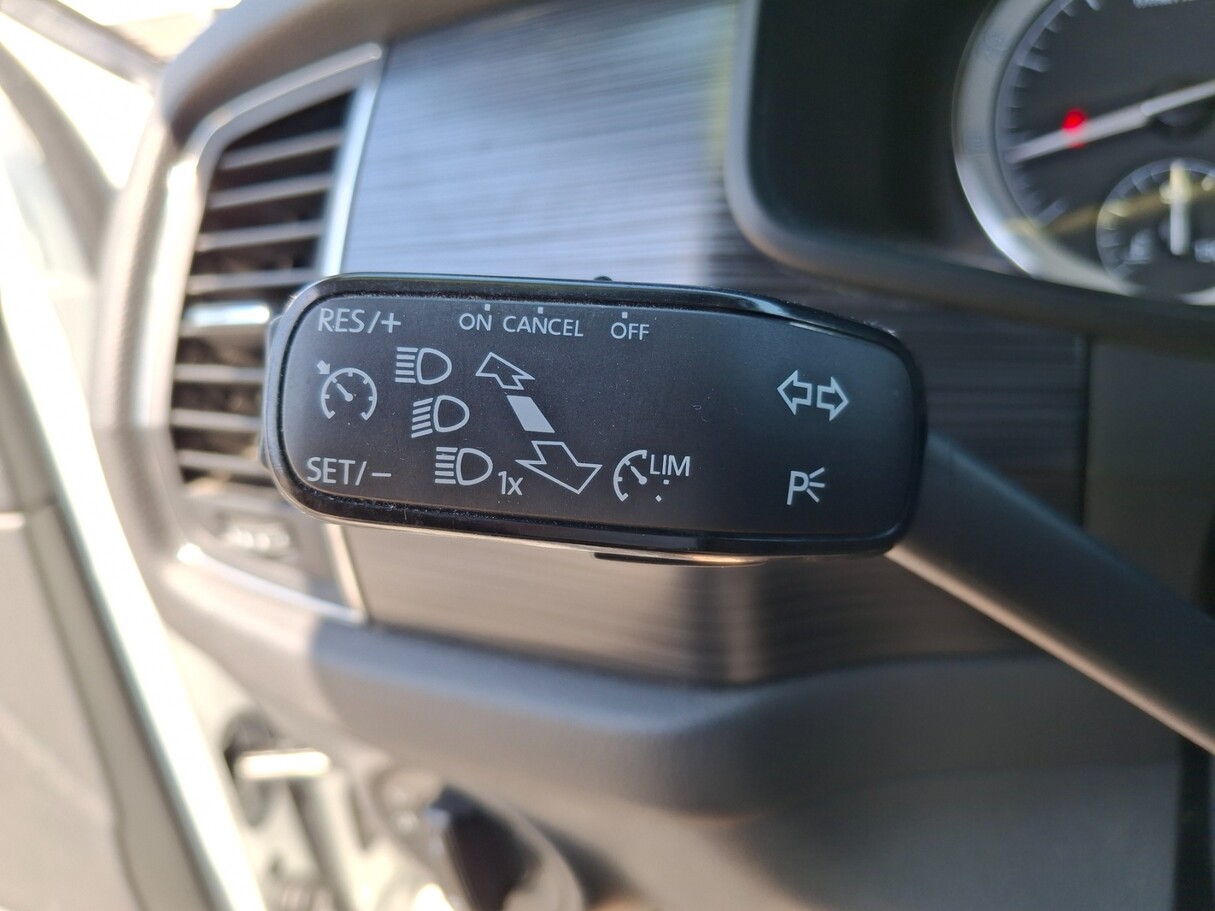 RES/+ ON CANCEL OFF
SET/− 1x LIM
P